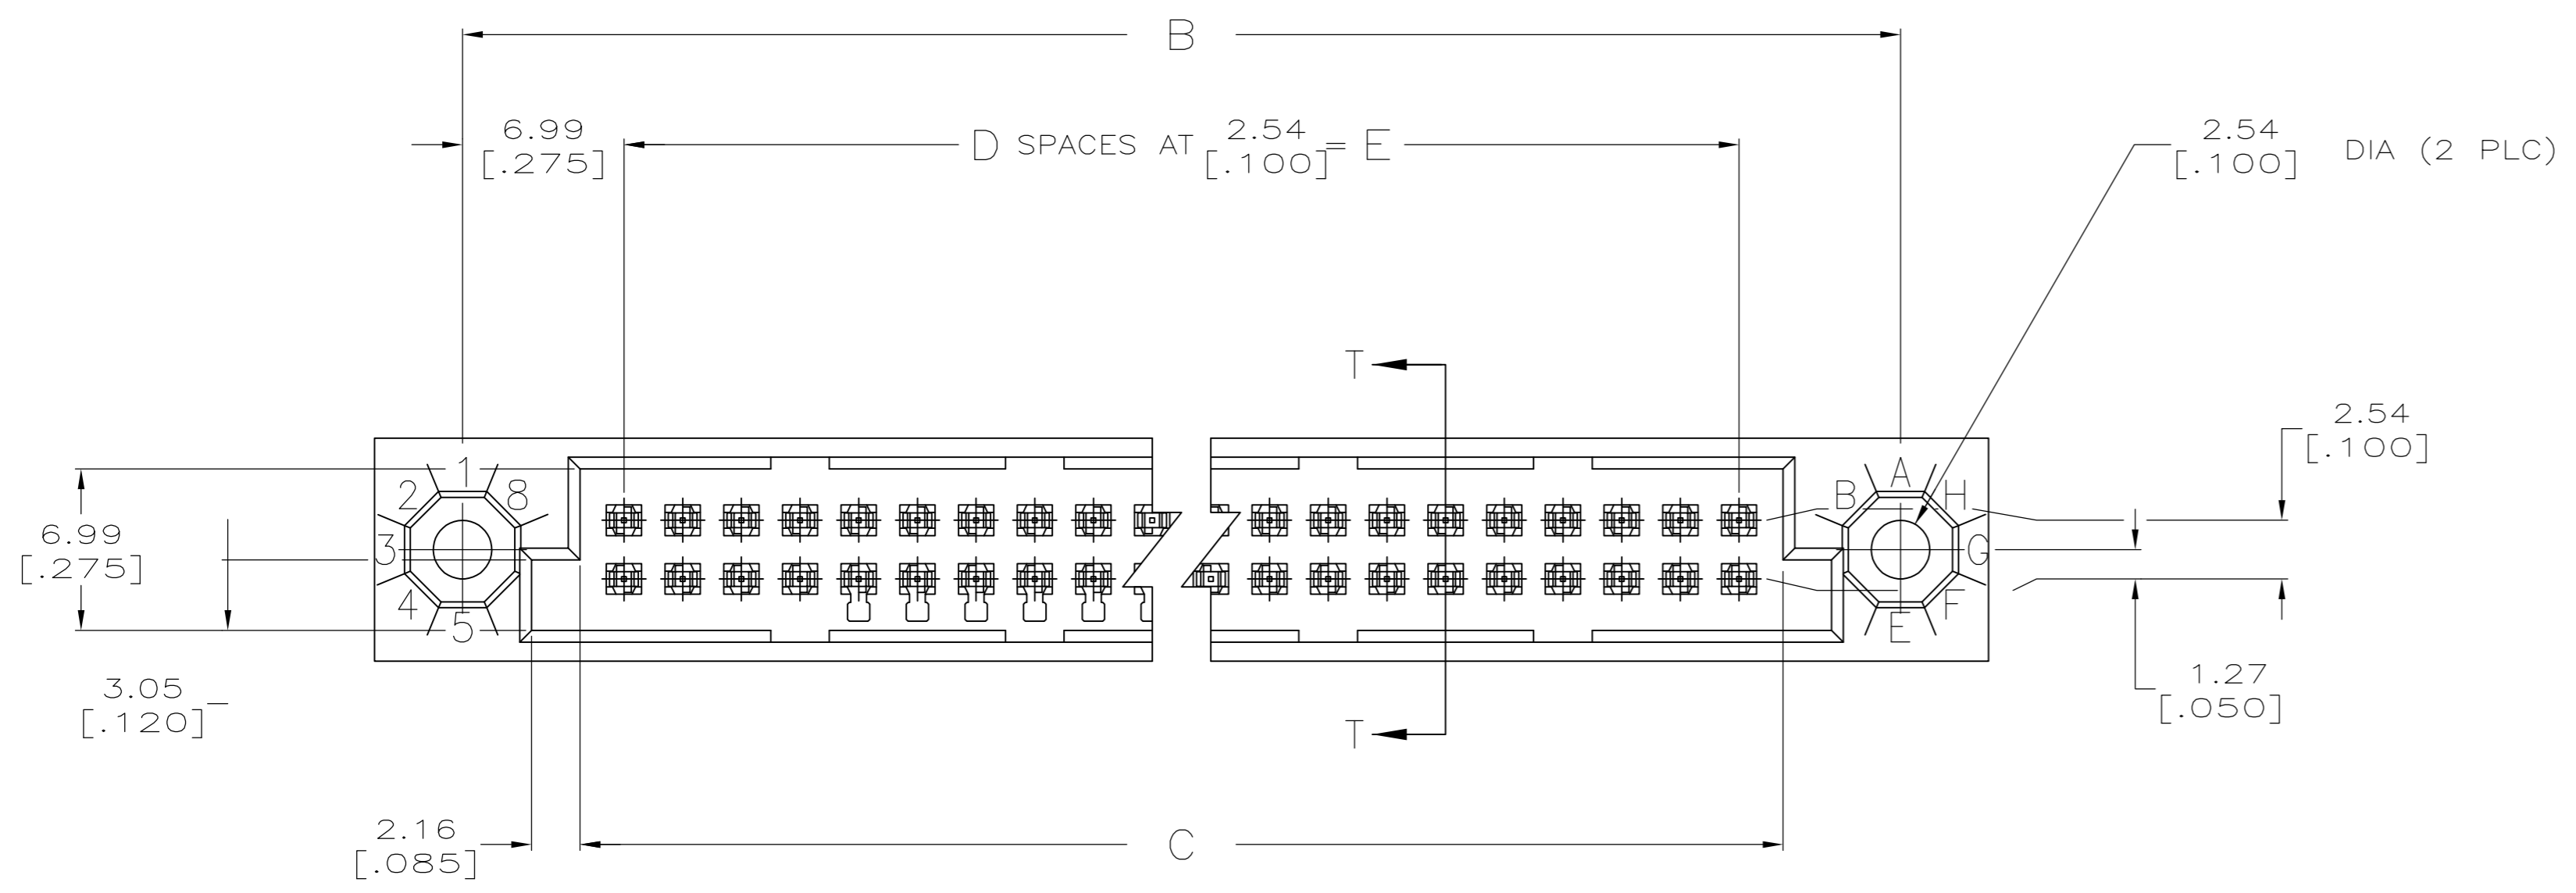 B
6.99
[.275]
D SPACES AT 2.54 [.100] = E
2.54
[.100] DIA (2 PLC)
T
2.54
[.100]
1
2 8
3
4
5
A
B H
G
F
E
6.99
[.275]
3.05
[.120]
1.27
[.050]
T
2.16
[.085]
C